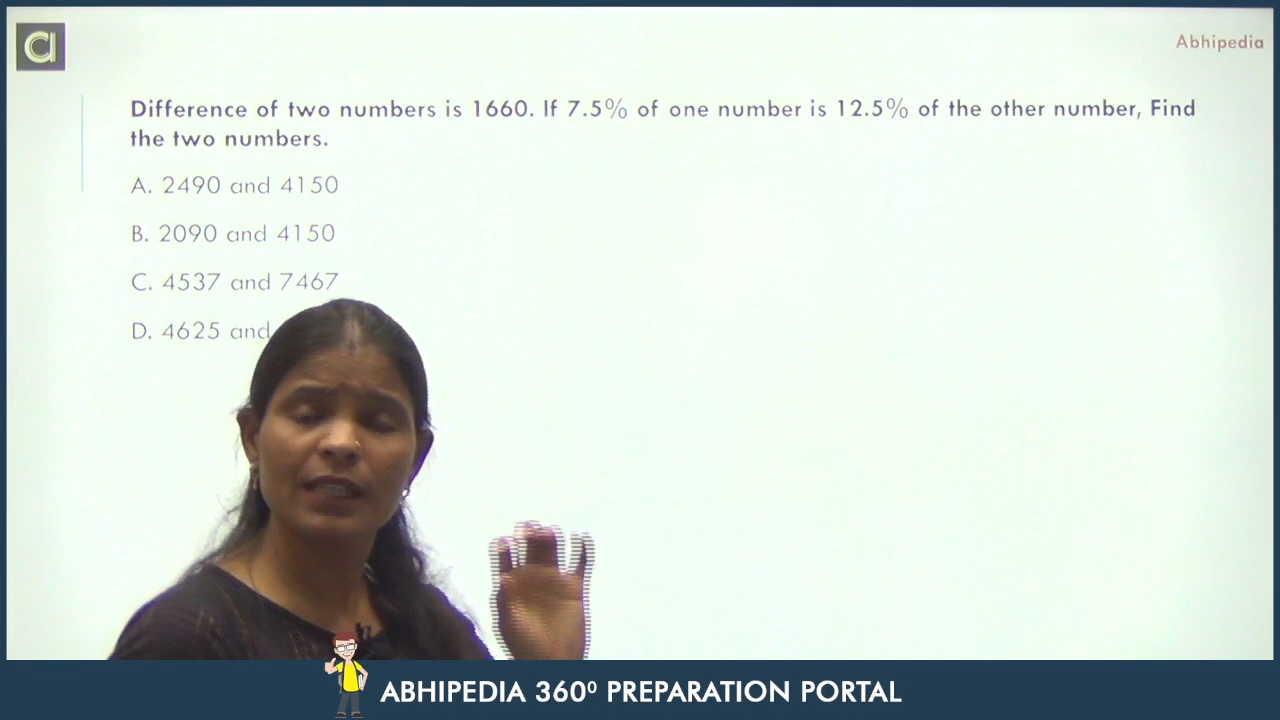 Abhipedia
Difference of two numbers is 1660. If 7.5% of one number is 12.5% of the other number, Find
the two numbers.
A. 2490 and 4150
B. 2090 and 4150
C. 4537 and 7467
D. 4625 and
ABHIPEDIA 360º PREPARATION PORTAL